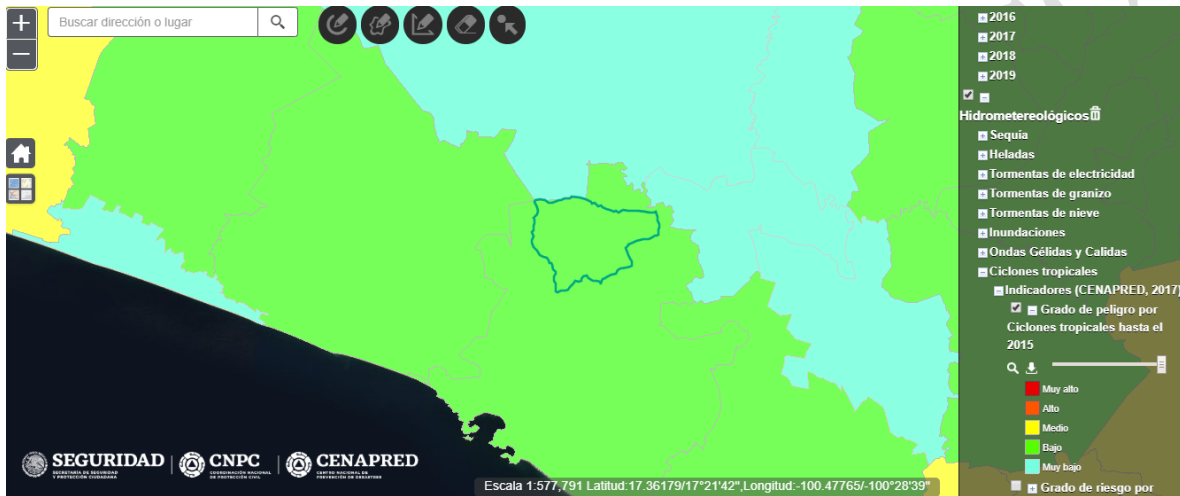 +
Buscar dirección o lugar
−
2016
2017
2018
2019
Hidrometereológicos
Sequía
Heladas
Tormentas de electricidad
Tormentas de granizo
Tormentas de nieve
Inundaciones
Ondas Gélidas y Calidas
Ciclones tropicales
Indicadores (CENAPRED, 2017)
Grado de peligro por
Ciclones tropicales hasta el
2015
Muy alto
Alto
Medio
Bajo
Muy bajo
Grado de riesgo por
SEGURIDAD
SECRETARÍA DE SEGURIDAD
Y PROTECCIÓN CIUDADANA
CNPC
COORDINACIÓN NACIONAL
DE PROTECCIÓN CIVIL
CENAPRED
CENTRO NACIONAL DE
PREVENCIÓN DE DESASTRES
Escala 1:577,791 Latitud:17.36179/17°21'42",Longitud:-100.47765/-100°28'39"